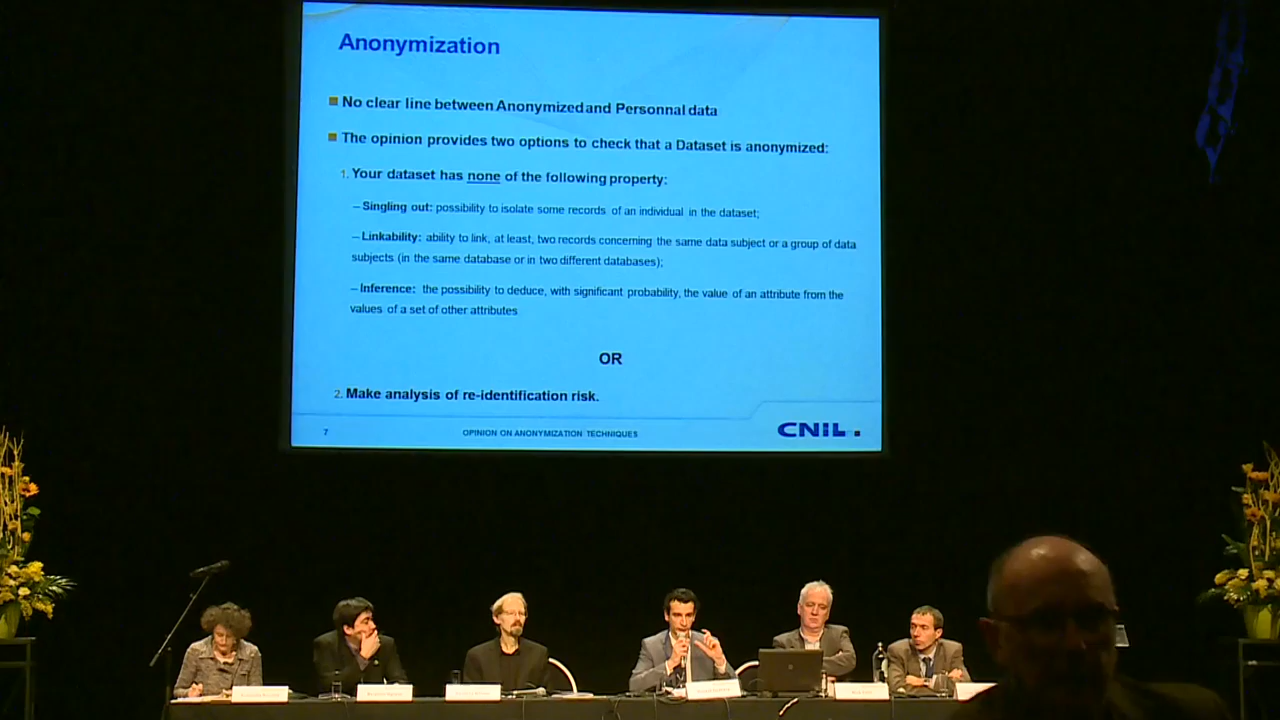 Anonymization
No clear line between Anonymized and Personnal data
The opinion provides two options to check that a Dataset is anonymized:
1. Your dataset has none of the following property:
– Singling out: possibility to isolate some records of an individual in the dataset;
– Linkability: ability to link, at least, two records concerning the same data subject or a group of data
subjects (in the same database or in two different databases);
– Inference: the possibility to deduce, with significant probability, the value of an attribute from the
values of a set of other attributes
OR
2. Make analysis of re-identification risk.
7
OPINION ON ANONYMIZATION TECHNIQUES
CNIL